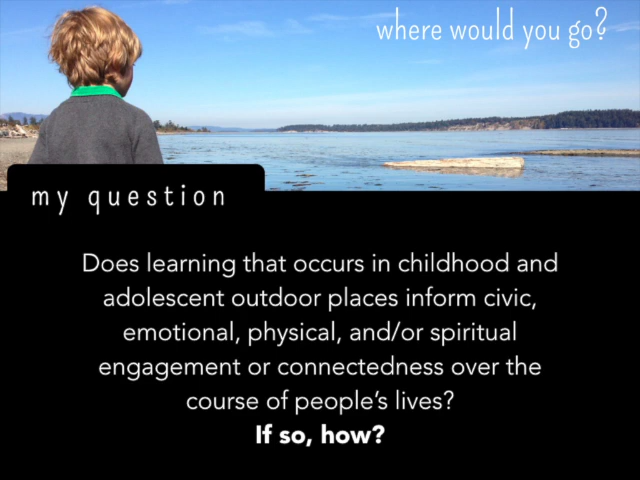 where would you go?
my question
Does learning that occurs in childhood and
adolescent outdoor places inform civic,
emotional, physical, and/or spiritual
engagement or connectedness over the
course of people’s lives?
If so, how?